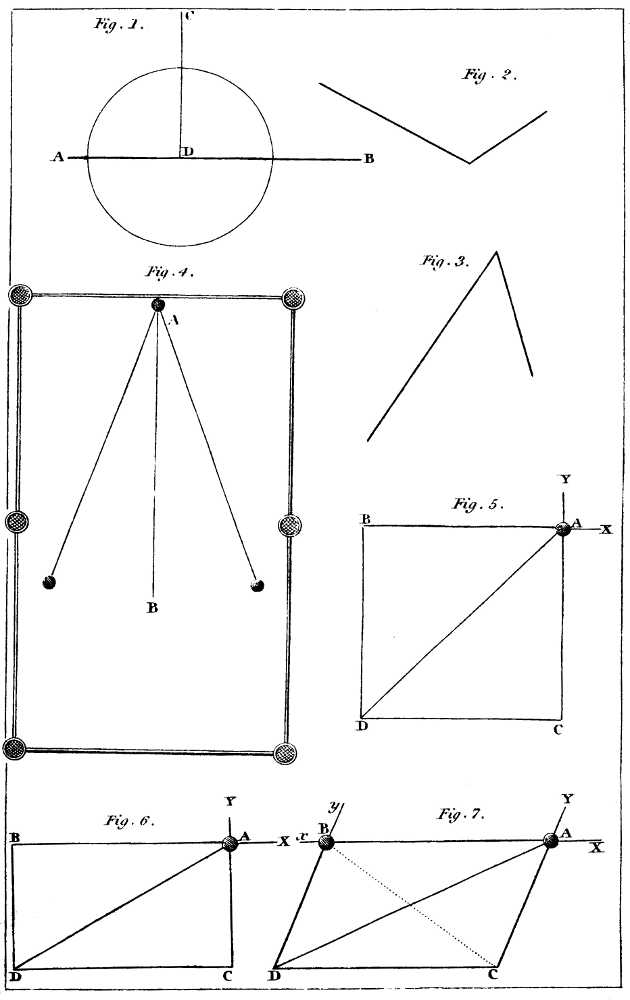 Fig. 1.
C
A
D
B
Fig. 2.
Fig. 3.
Fig. 4.
A
B
Fig. 5.
Y
B
A
X
D
C
Fig. 6.
Y
B
A
X
D
C
Fig. 7.
y
Y
x
B
A
X
D
C